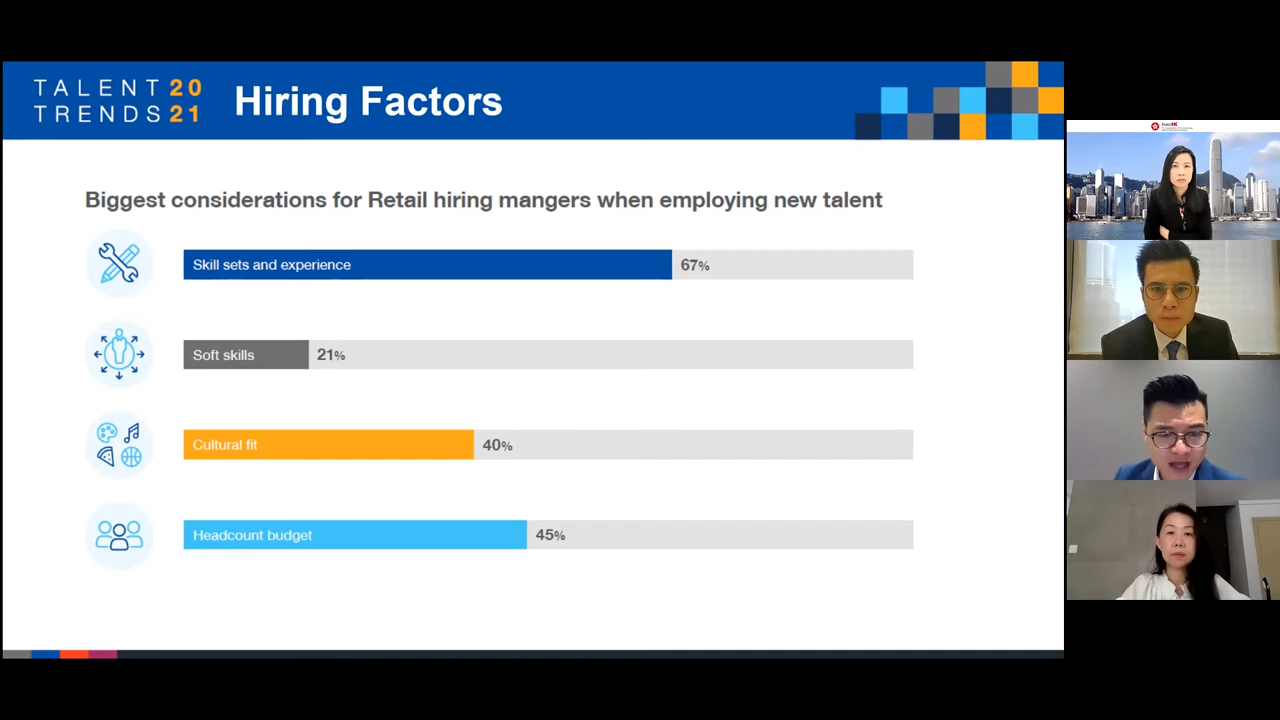 TALENT 20
TRENDS 21
Hiring Factors
Biggest considerations for Retail hiring mangers when employing new talent
Skill sets and experience 67%
Soft skills 21%
Cultural fit 40%
Headcount budget 45%